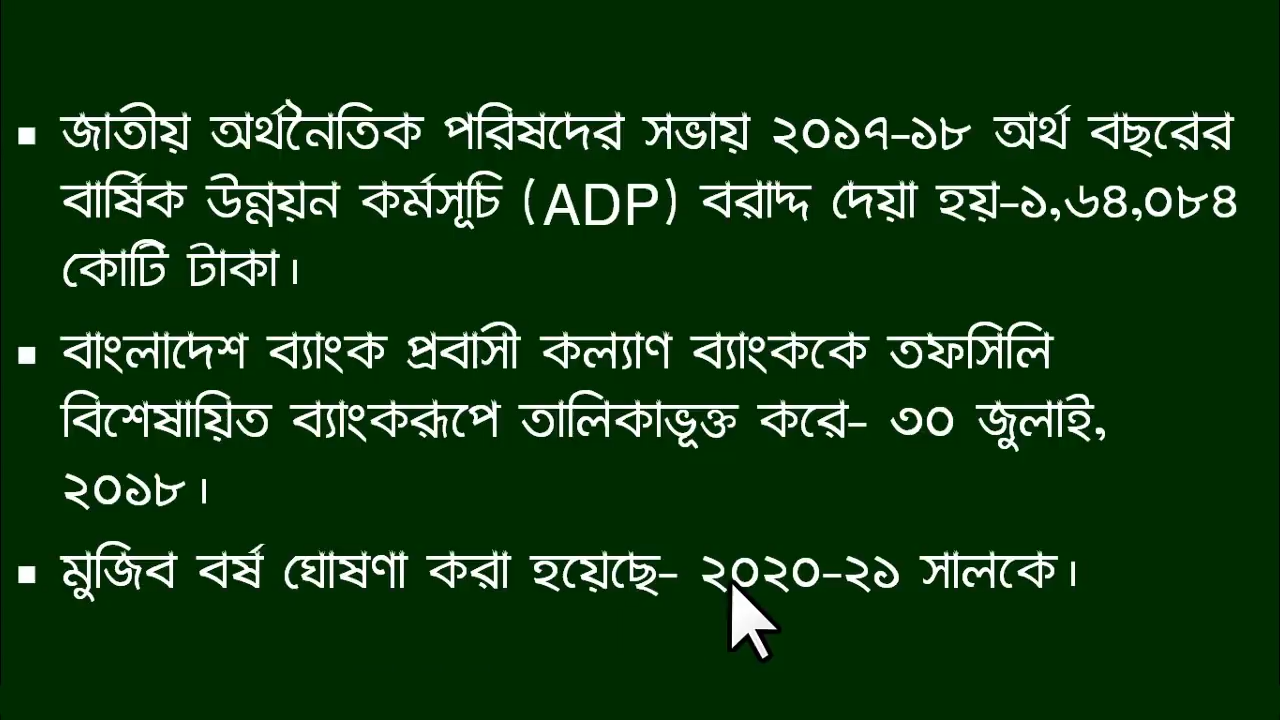 ▪ জাতীয় অর্থনৈতিক পরিষদের সভায় ২০১৭-১৮ অর্থ বছরের
বার্ষিক উন্নয়ন কর্মসূচি (ADP) বরাদ্দ দেয়া হয়-১,৬৪,০৮৪
কোটি টাকা।
▪ বাংলাদেশ ব্যাংক প্রবাসী কল্যাণ ব্যাংককে তফসিলি
বিশেষায়িত ব্যাংকরূপে তালিকাভূক্ত করে- ৩০ জুলাই,
২০১৮।
▪ মুজিব বর্ষ ঘোষণা করা হয়েছে- ২০২০-২১ সালকে।